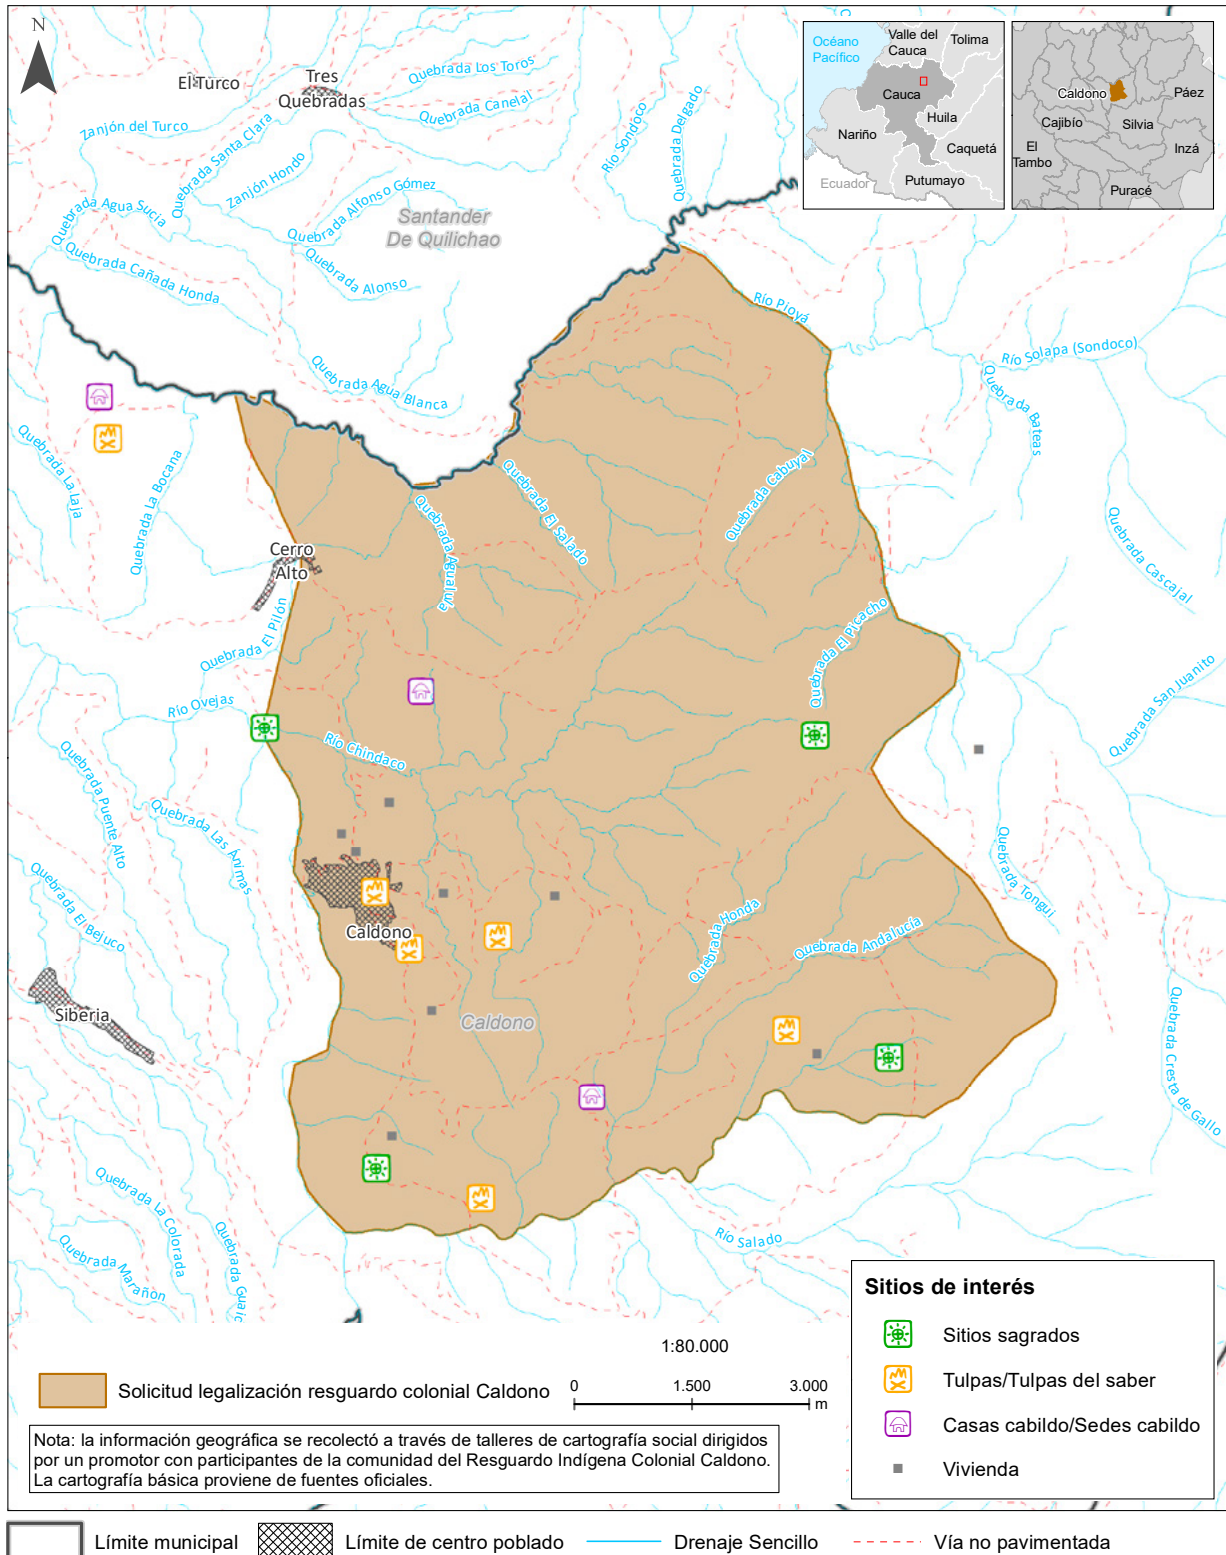 N
El Turco
Tres
Quebradas
Quebrada Los Toros
Quebrada Canelal
Zanjón del Turco
Quebrada Santa Clara
Zanjón Hondo
Quebrada Alfonso Gómez
Quebrada Agua Sucia
Quebrada Cañada Honda
Quebrada Alonso
Quebrada Agua Blanca
Santander
De Quilichao
Río Sondoco
Quebrada Delgado
Océano
Pacífico
Valle del
Cauca
Tolima
Cauca
Huila
Nariño
Caquetá
Ecuador
Putumayo
Caldono
Páez
Cajibío
Silvia
El
Tambo
Inzá
Puracé
Río Pioyá
Río Solapa (Sondoco)
Quebrada Bateas
Quebrada La Laja
Quebrada La Bocana
Quebrada Cabuyal
Quebrada El Salado
Quebrada Agualuva
Quebrada Cascajal
Cerro
Alto
Quebrada El Pilón
Quebrada El Picacho
Quebrada San Juanito
Río Ovejas
Río Chindaco
Quebrada Puente Alto
Quebrada Las Ánimas
Quebrada El Bejuco
Quebrada Tongui
Quebrada Honda
Quebrada Andalucía
Caldono
Siberia
Caldono
Quebrada Cresta de Gallo
Quebrada La Colorada
Quebrada Marañon
Quebrada Guaic
Río Salado
Sitios de interés
Sitios sagrados
Tulpas/Tulpas del saber
Casas cabildo/Sedes cabildo
Vivienda
1:80.000
Solicitud legalización resguardo colonial Caldono
0 1.500 3.000
m
Nota: la información geográfica se recolectó a través de talleres de cartografía social dirigidos
por un promotor con participantes de la comunidad del Resguardo Indígena Colonial Caldono.
La cartografía básica proviene de fuentes oficiales.
Límite municipal
Límite de centro poblado
Drenaje Sencillo
Vía no pavimentada